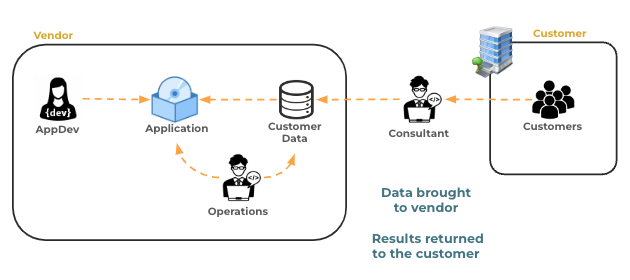 Vendor
Customer
{dev}
</>
AppDev
Application
Customer
Data
Consultant
Customers
</>
Operations
Data brought
to vendor
Results returned
to the customer